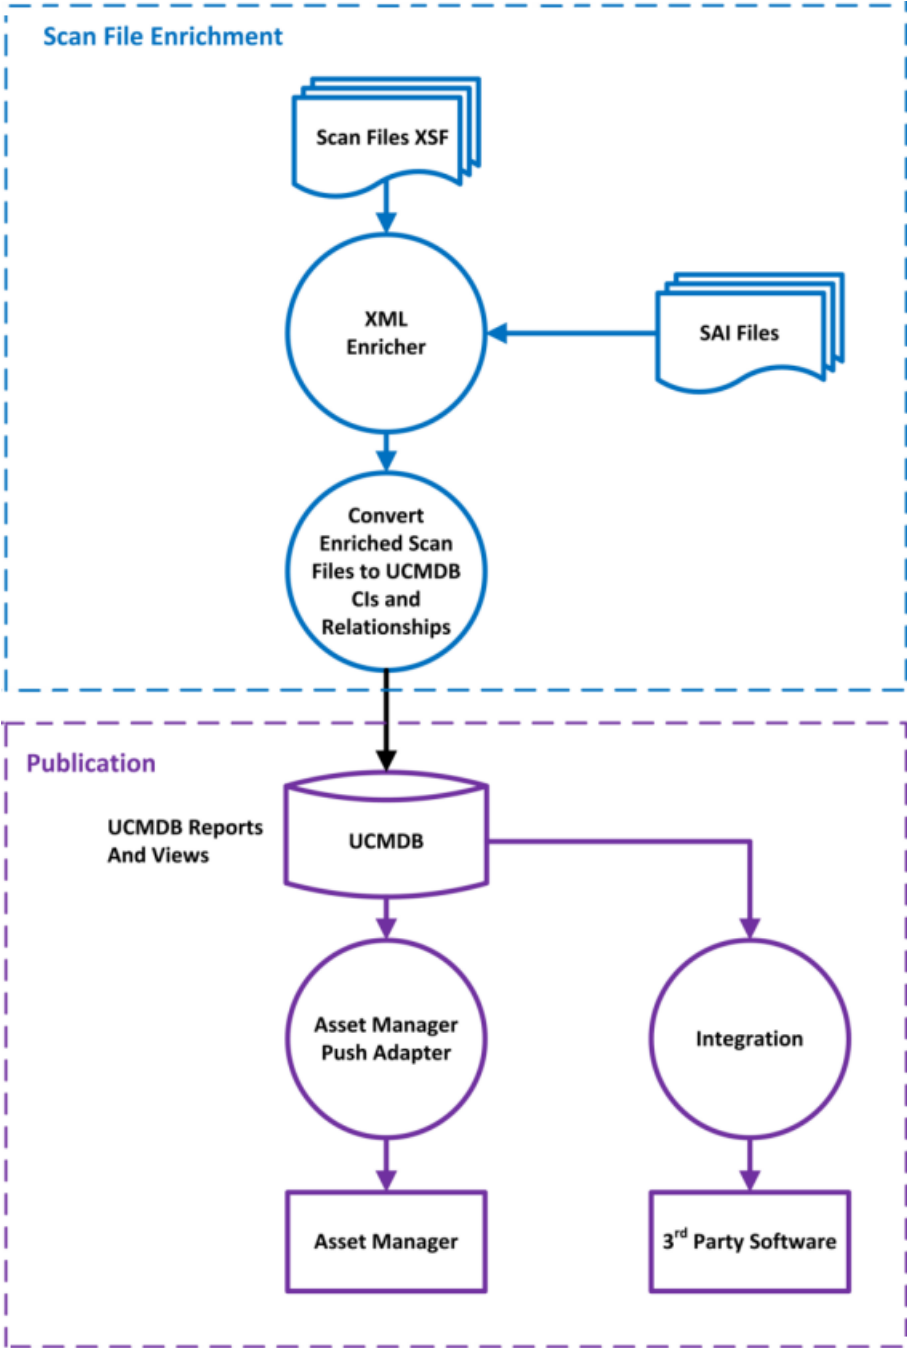 Scan File Enrichment
Scan Files XSF
XML
Enricher
SAI Files
Convert
Enriched Scan
Files to UCMDB
CIs and
Relationships
Publication
UCMDB Reports
And Views
UCMDB
Asset Manager
Push Adapter
Integration
Asset Manager
3rd Party Software